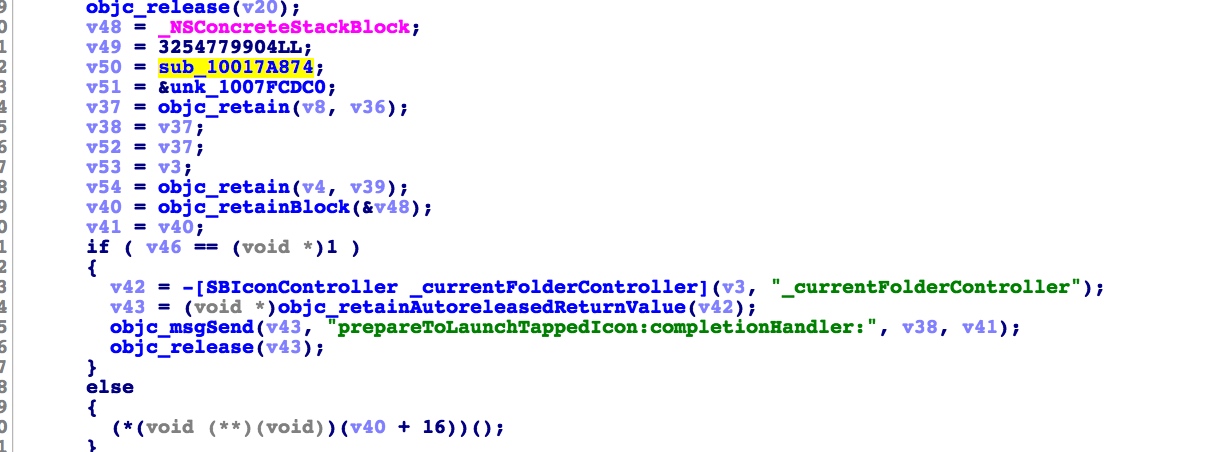 9 objc_release(v20);
0 v48 = _NSConcreteStackBlock;
1 v49 = 3254779904LL;
2 v50 = sub_10017A874;
3 v51 = &unk_1007FCDC0;
4 v37 = objc_retain(v8, v36);
5 v38 = v37;
6 v52 = v37;
7 v53 = v3;
8 v54 = objc_retain(v4, v39);
9 v40 = objc_retainBlock(&v48);
0 v41 = v40;
1 if ( v46 == (void *)1 )
2 {
3 v42 = -[SBIconController _currentFolderController](v3, "_currentFolderController");
4 v43 = (void *)objc_retainAutoreleasedReturnValue(v42);
5 objc_msgSend(v43, "prepareToLaunchTappedIcon:completionHandler:", v38, v41);
6 objc_release(v43);
7 }
8 else
9 {
0 (*(void (**)(void))(v40 + 16))();
1 }